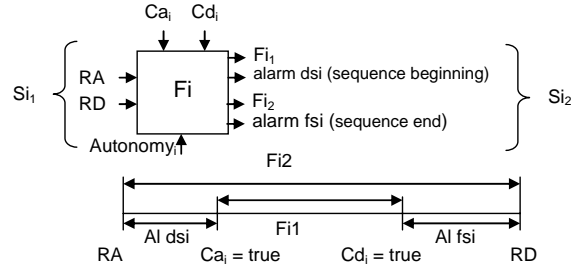 Caᵢ Cdᵢ
Si₁
RA
RD
Fi
Fi₁
alarm dsi (sequence beginning)
Fi₂
alarm fsi (sequence end)
Si₂
Autonomyᵢ
Fi2
Al dsi
Fi1
Al fsi
RA
Caᵢ = true
Cdᵢ = true
RD